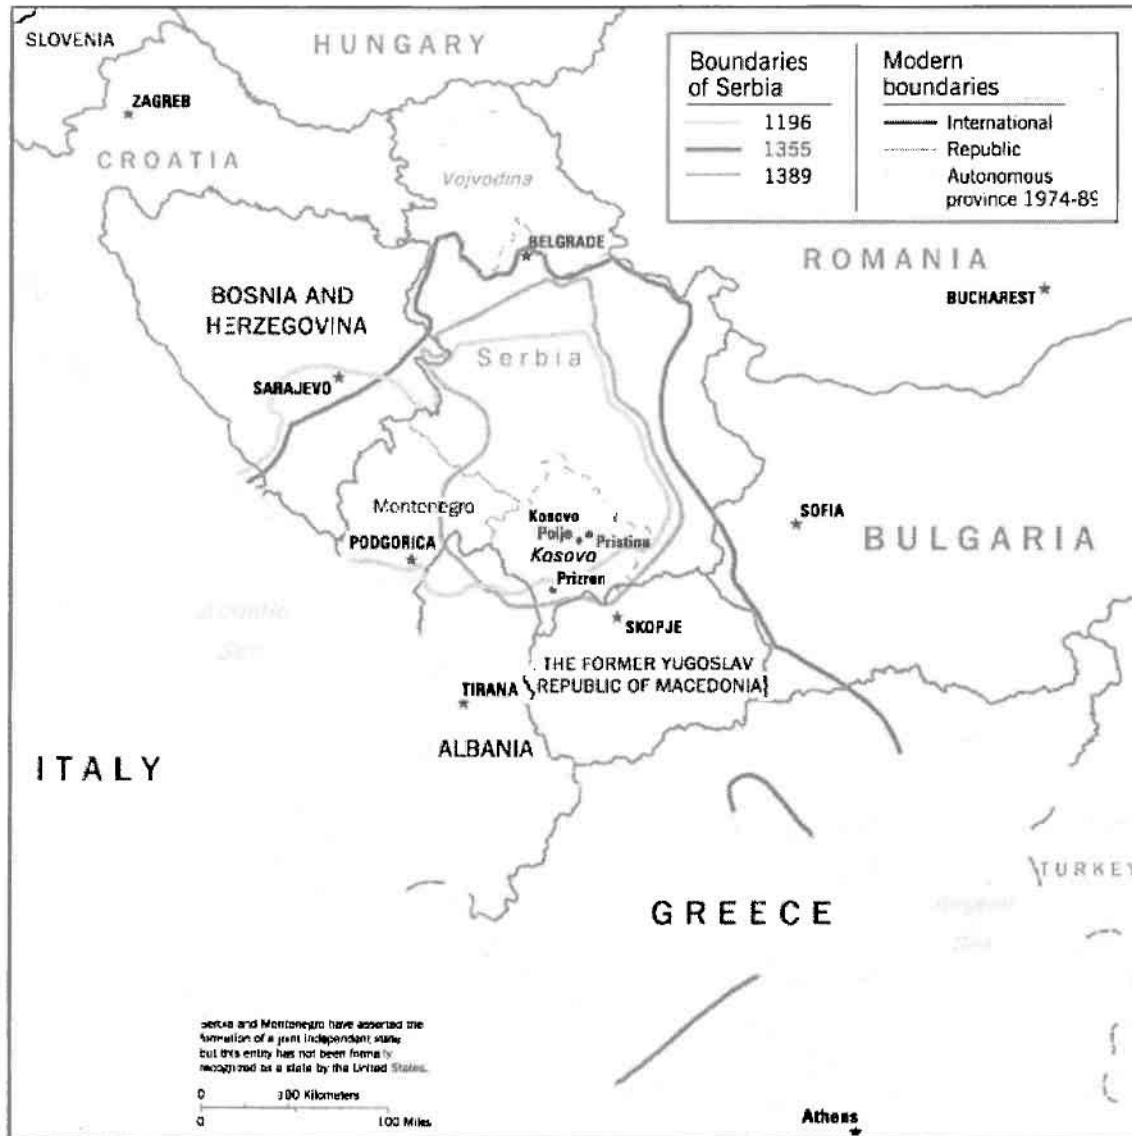 SLOVENIA
HUNGARY
Boundaries
of Serbia
1196
1355
1389
Modern
boundaries
International
Republic
Autonomous
province 1974-89
ZAGREB
CROATIA
Vojvodina
BELGRADE
ROMANIA
BUCHAREST
BOSNIA AND
HERZEGOVINA
Serbia
SARAJEVO
Montenegro
Kosovo
Polje
Pristina
Kosovo
PODGORICA
Prizren
SOFIA
BULGARIA
Adriatic
Sea
SKOPJE
THE FORMER YUGOSLAV
REPUBLIC OF MACEDONIA
TIRANA
ALBANIA
ITALY
GREECE
TURKEY
Aegean
Sea
Serbia and Montenegro have asserted the
formation of a joint independent state,
but this entity has not been formally
recognized as a state by the United States.
0 100 Kilometers
0 100 Miles
Athens